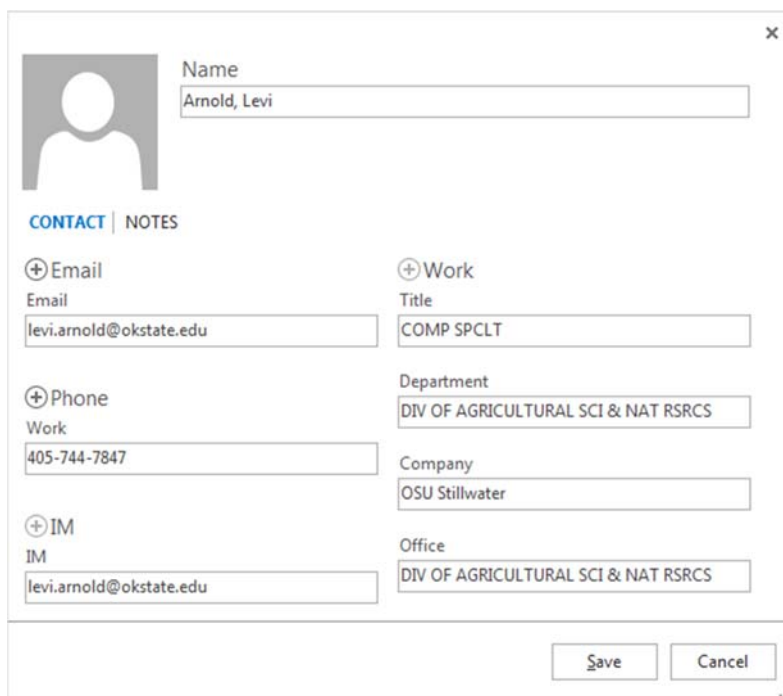 ×
Name
Arnold, Levi
CONTACT | NOTES
Email
Email
levi.arnold@okstate.edu
Phone
Work
405-744-7847
IM
IM
levi.arnold@okstate.edu
Work
Title
COMP SPCLT
Department
DIV OF AGRICULTURAL SCI & NAT RSRCS
Company
OSU Stillwater
Office
DIV OF AGRICULTURAL SCI & NAT RSRCS
Save
Cancel